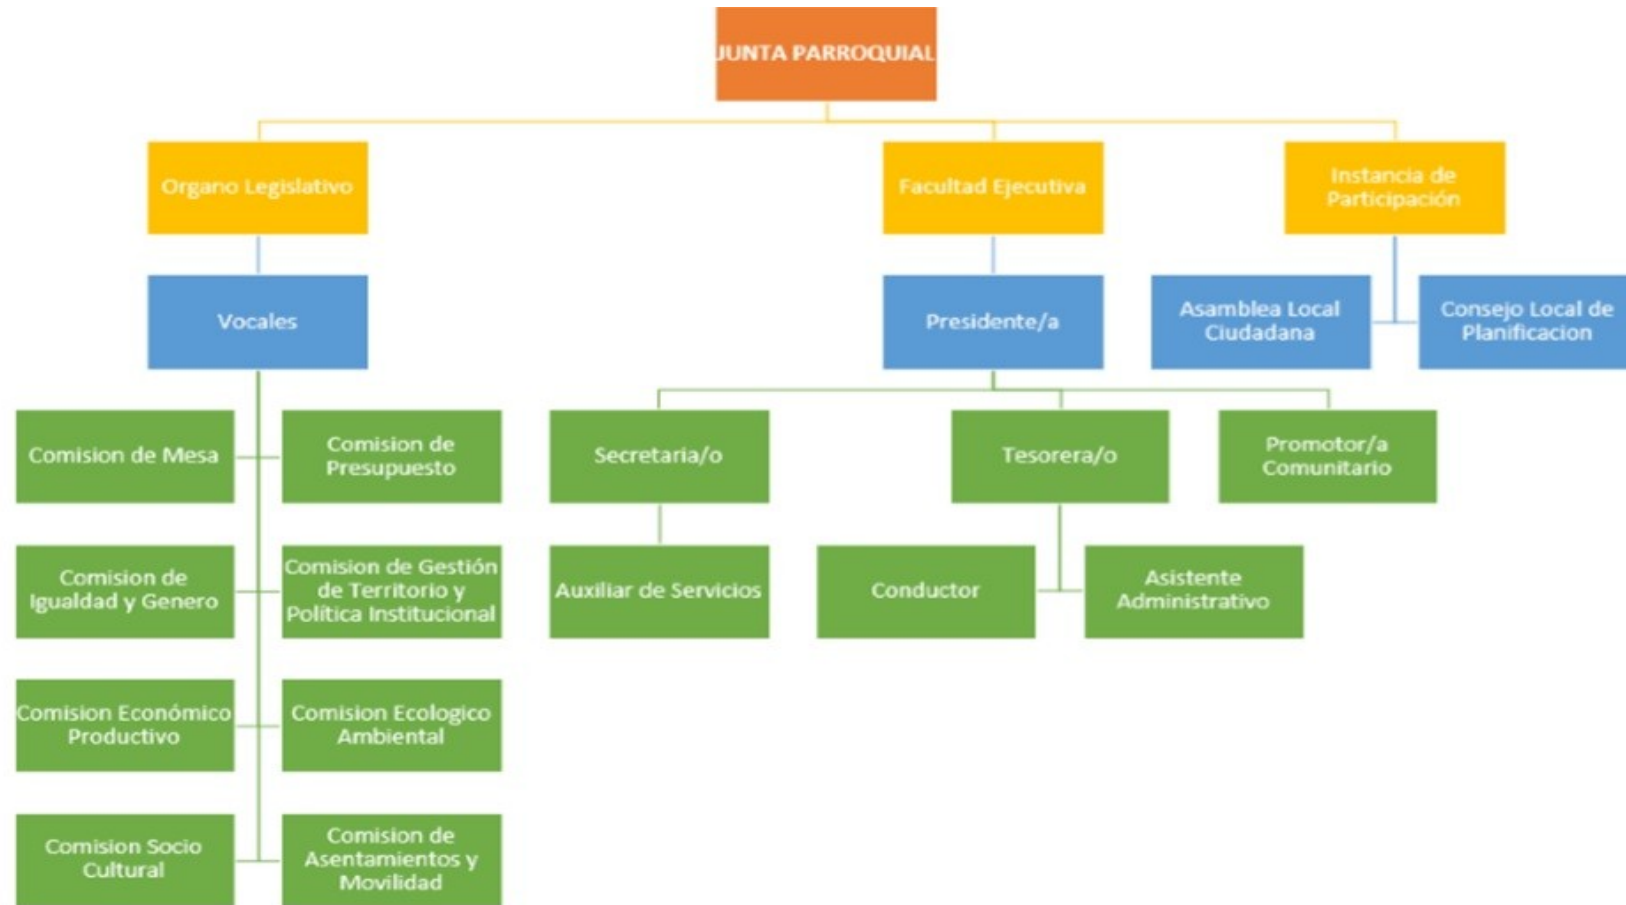 JUNTA PARROQUIAL
Organo Legislativo
Facultad Ejecutiva
Instancia de
Participación
Vocales
Presidente/a
Asamblea Local
Ciudadana
Consejo Local de
Planificacion
Comision de Mesa
Comision de
Presupuesto
Secretaria/o
Tesorera/o
Promotor/a
Comunitario
Comision de
Igualdad y Genero
Comision de Gestión
de Territorio y
Política Institucional
Auxiliar de Servicios
Conductor
Asistente
Administrativo
Comision Económico
Productivo
Comision Ecologico
Ambiental
Comision Socio
Cultural
Comision de
Asentamientos y
Movilidad